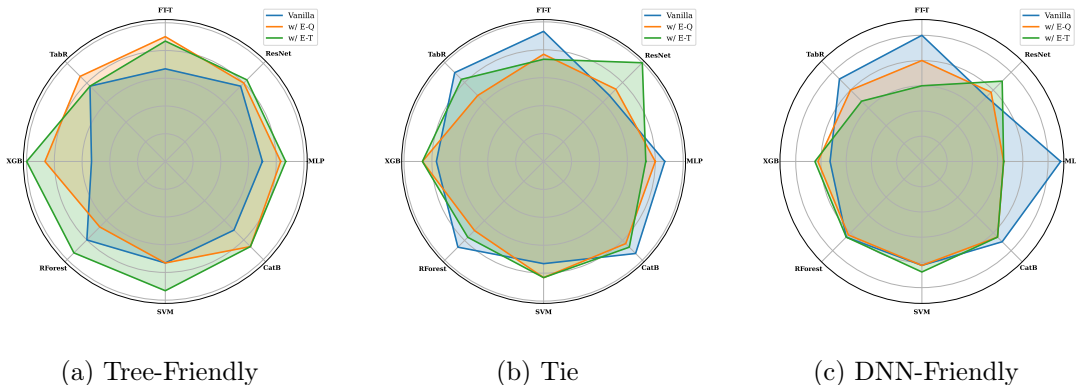 FT-T
Vanilla
w/ E-Q
w/ E-T
TabR
ResNet
XGB
MLP
RForest
CatB
SVM
(a) Tree-Friendly
FT-T
Vanilla
w/ E-Q
w/ E-T
TabR
ResNet
XGB
MLP
RForest
CatB
SVM
(b) Tie
FT-T
Vanilla
w/ E-Q
w/ E-T
TabR
ResNet
XGB
ML
RForest
CatB
SVM
(c) DNN-Friendly